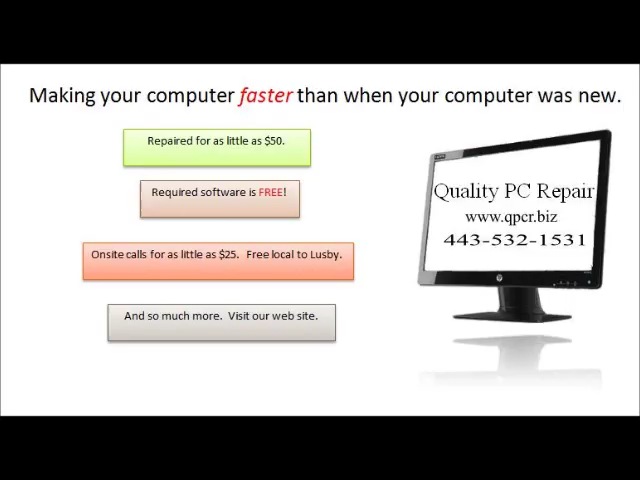 Making your computer faster than when your computer was new.
Repaired for as little as $50.
Required software is FREE!
Onsite calls for as little as $25.  Free local to Lusby.
And so much more.  Visit our web site.
Quality PC Repair
www.qpcr.biz
443-532-1531